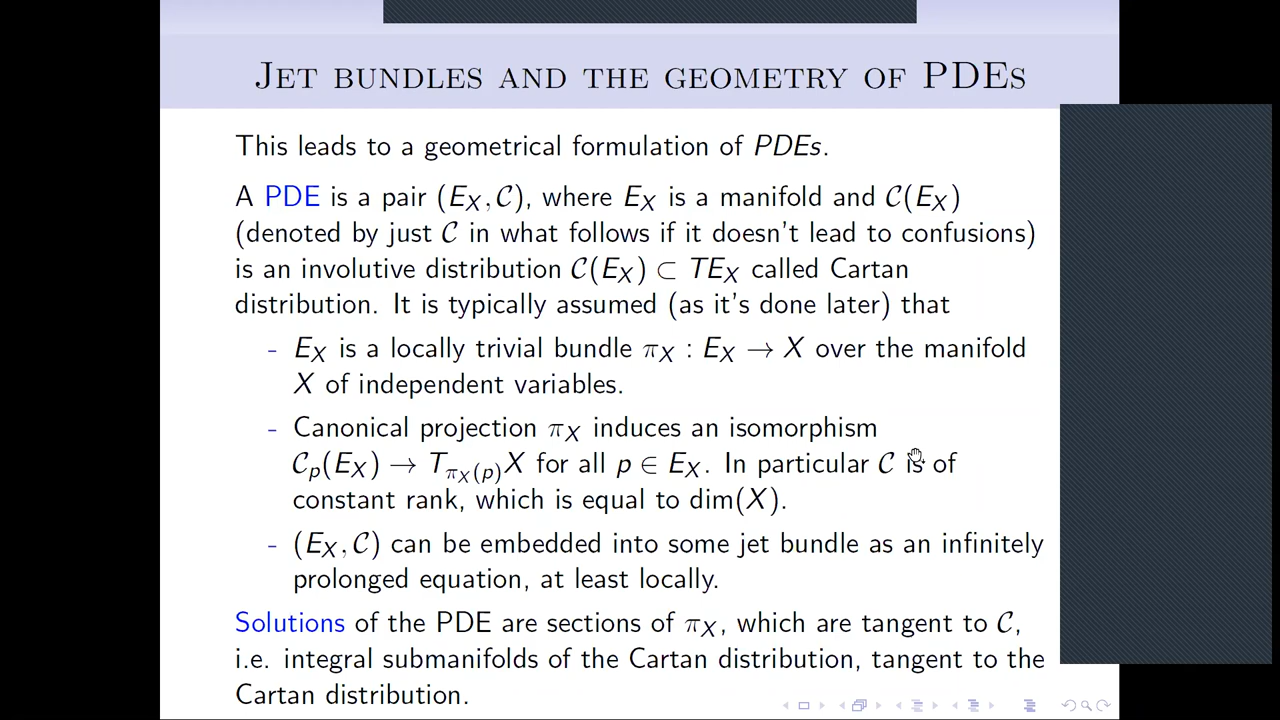 JET BUNDLES AND THE GEOMETRY OF PDES
This leads to a geometrical formulation of PDEs.
A PDE is a pair (E_X, 𝒞), where E_X is a manifold and 𝒞(E_X)
(denoted by just 𝒞 in what follows if it doesn't lead to confusions)
is an involutive distribution 𝒞(E_X) ⊂ TE_X called Cartan
distribution. It is typically assumed (as it's done later) that
- E_X is a locally trivial bundle π_X : E_X → X over the manifold
X of independent variables.
- Canonical projection π_X induces an isomorphism
𝒞_p(E_X) → T_{π_X(p)}X for all p ∈ E_X. In particular 𝒞 is of
constant rank, which is equal to dim(X).
- (E_X, 𝒞) can be embedded into some jet bundle as an infinitely
prolonged equation, at least locally.
Solutions of the PDE are sections of π_X, which are tangent to 𝒞,
i.e. integral submanifolds of the Cartan distribution, tangent to the
Cartan distribution.